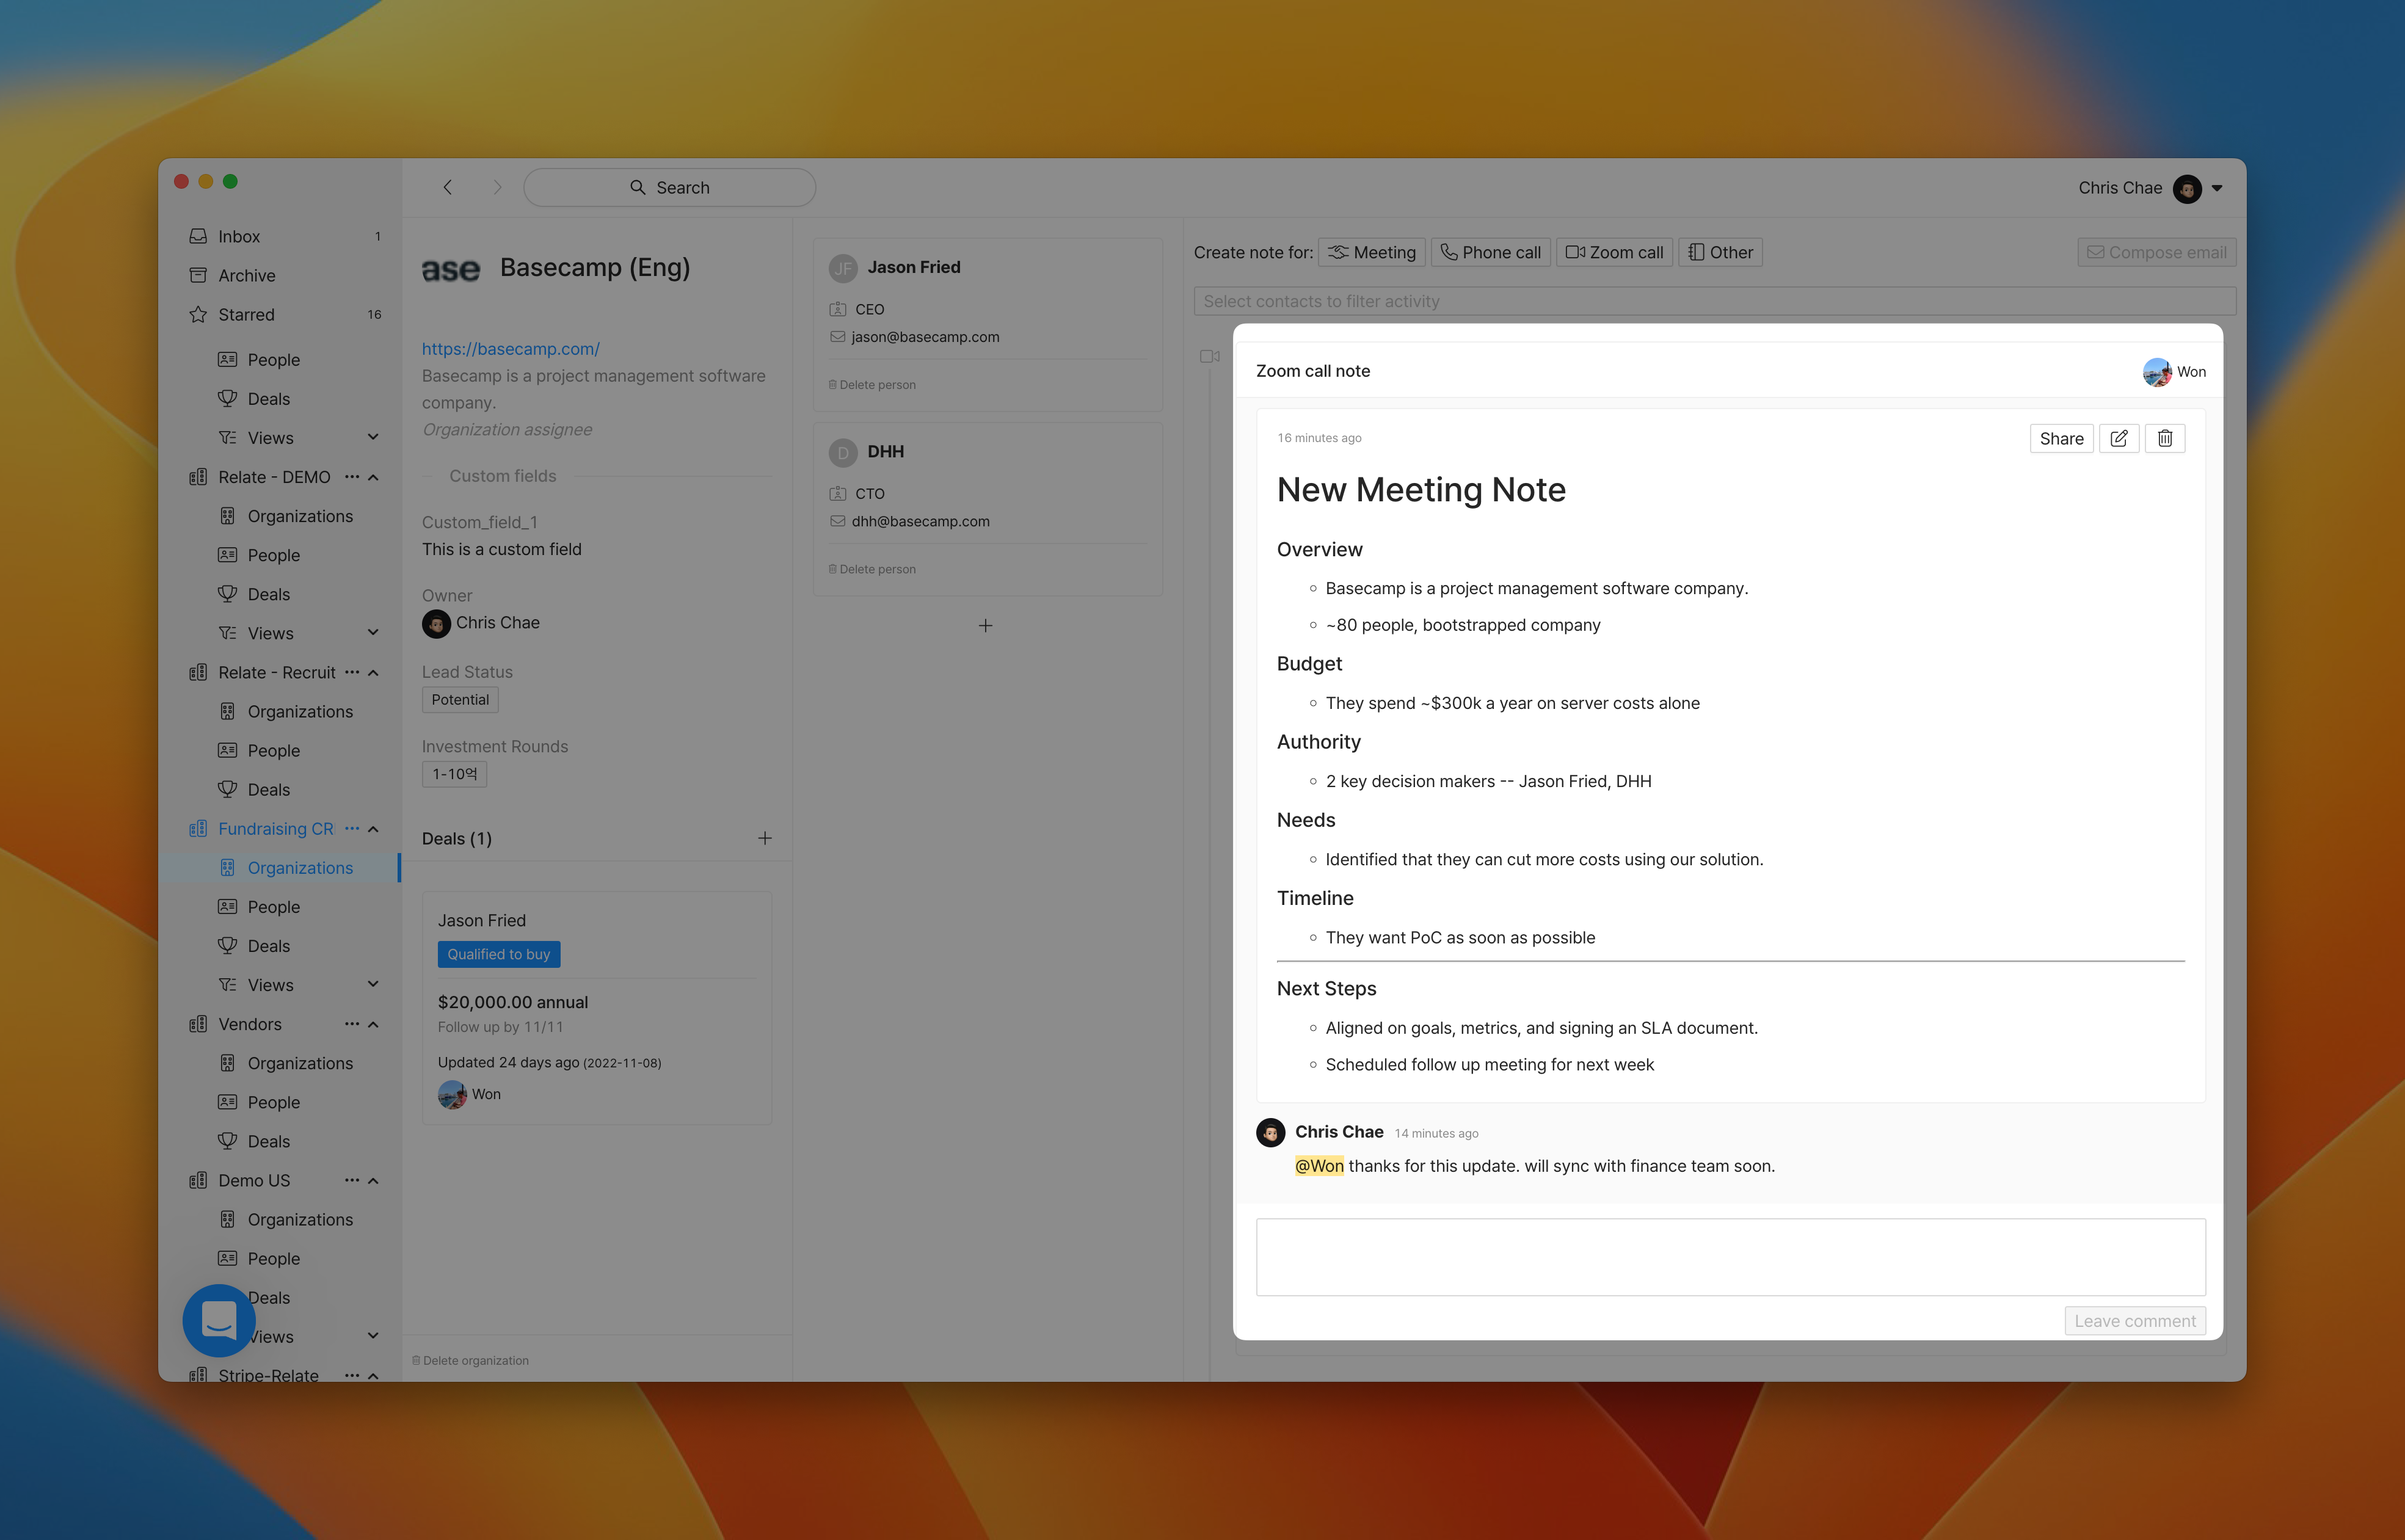 Search
Chris Chae
Inbox 1
Archive
Starred 16
People
Deals
Views
Relate - DEMO
Organizations
People
Deals
Views
Relate - Recruit
Organizations
People
Deals
Fundraising CR
Organizations
People
Deals
Views
Vendors
Organizations
People
Deals
Demo US
Organizations
People
Deals
Views
Stripe-Relate
ase Basecamp (Eng)
https://basecamp.com/
Basecamp is a project management software
company.
Organization assignee
Custom fields
Custom_field_1
This is a custom field
Owner
Chris Chae
Lead Status
Potential
Investment Rounds
1-10억
Deals (1)
Jason Fried
Qualified to buy
$20,000.00 annual
Follow up by 11/11
Updated 24 days ago (2022-11-08)
Won
Delete organization
JF Jason Fried
CEO
jason@basecamp.com
Delete person
D DHH
CTO
dhh@basecamp.com
Delete person
Create note for: Meeting Phone call Zoom call Other Compose email
Select contacts to filter activity
Zoom call note Won
16 minutes ago Share
New Meeting Note
Overview
Basecamp is a project management software company.
~80 people, bootstrapped company
Budget
They spend ~$300k a year on server costs alone
Authority
2 key decision makers -- Jason Fried, DHH
Needs
Identified that they can cut more costs using our solution.
Timeline
They want PoC as soon as possible
Next Steps
Aligned on goals, metrics, and signing an SLA document.
Scheduled follow up meeting for next week
Chris Chae 14 minutes ago
@Won thanks for this update. will sync with finance team soon.
Leave comment